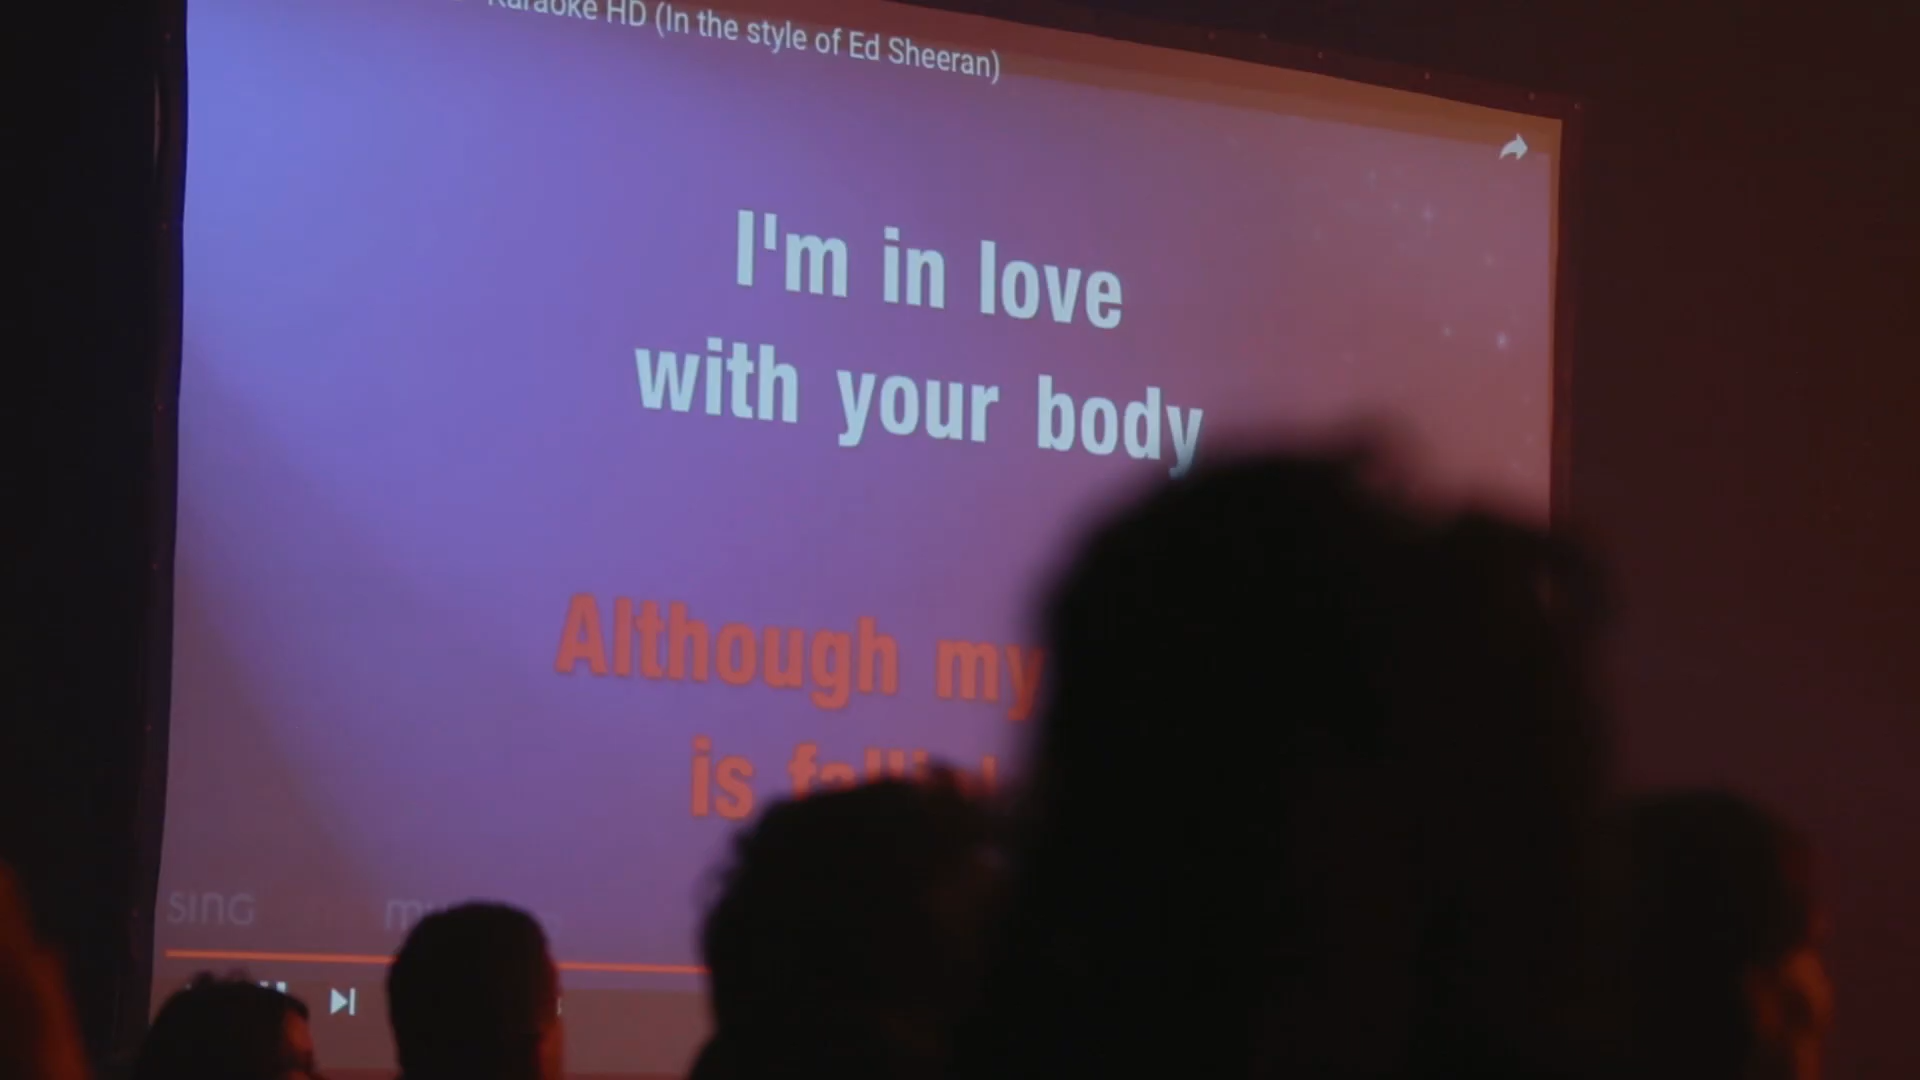 Karaoke HD (In the style of Ed Sheeran)
I'm in love
with your body
Although my
is
sing